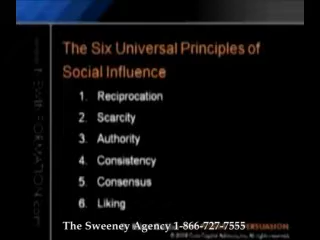 The Six Universal Principles of
Social Influence
1. Reciprocation
2. Scarcity
3. Authority
4. Consistency
5. Consensus
6. Liking
The Sweeney Agency 1-866-727-7555
PERSUASION